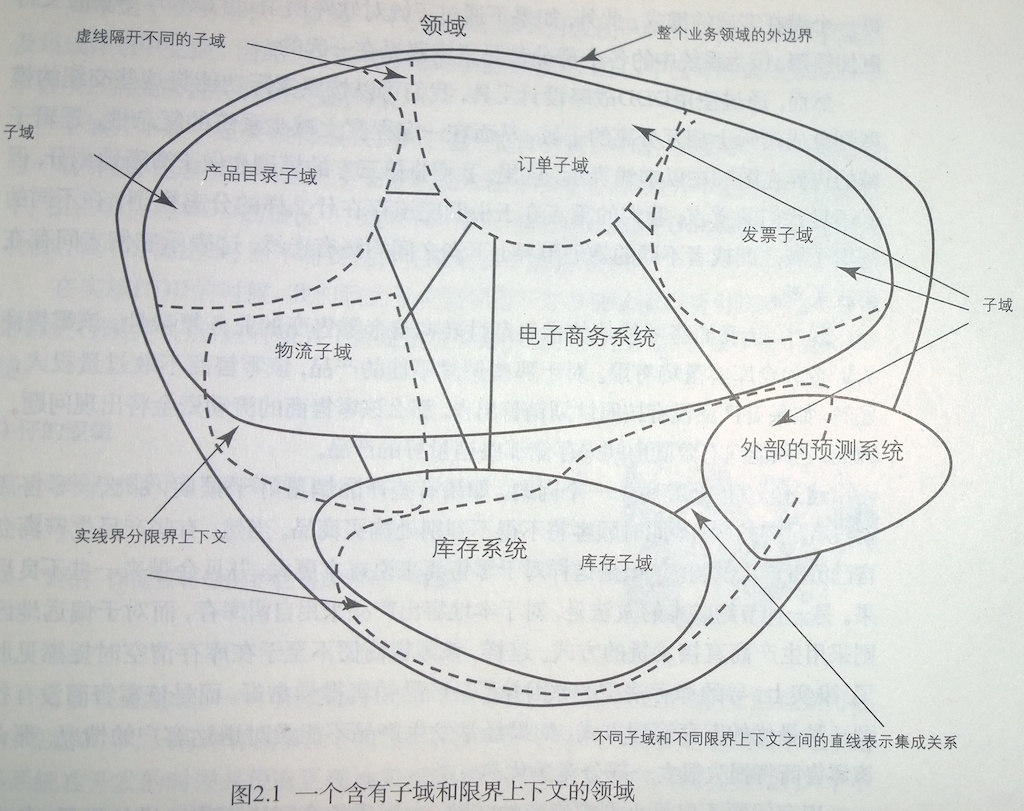 领域
虚线隔开不同的子域
整个业务领域的外边界
子域
产品目录子域
订单子域
发票子域
子域
物流子域
电子商务系统
外部的预测系统
实线界分限界上下文
库存系统
库存子域
不同子域和不同限界上下文之间的直线表示集成关系
图2.1 一个含有子域和限界上下文的领域